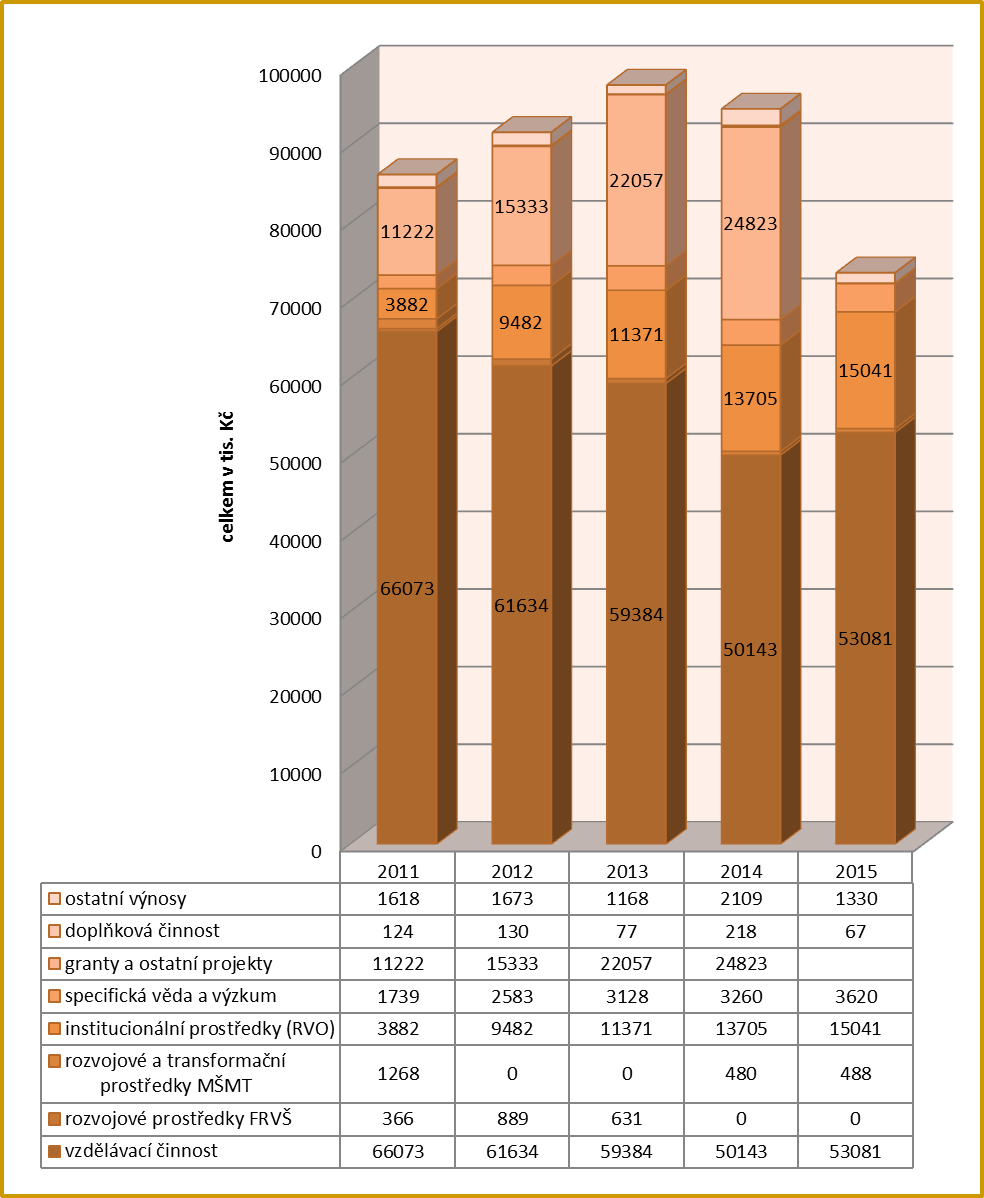 100000
90000
80000
70000
60000
50000
40000
30000
20000
10000
0
celkem v tis. Kč
11222
3882
66073
15333
9482
61634
22057
11371
59384
24823
13705
50143
15041
53081
2011 2012 2013 2014 2015
ostatní výnosy 1618 1673 1168 2109 1330
doplňková činnost 124 130 77 218 67
granty a ostatní projekty 11222 15333 22057 24823
specifická věda a výzkum 1739 2583 3128 3260 3620
institucionální prostředky (RVO) 3882 9482 11371 13705 15041
rozvojové a transformační
prostředky MŠMT 1268 0 0 480 488
rozvojové prostředky FRVŠ 366 889 631 0 0
vzdělávací činnost 66073 61634 59384 50143 53081